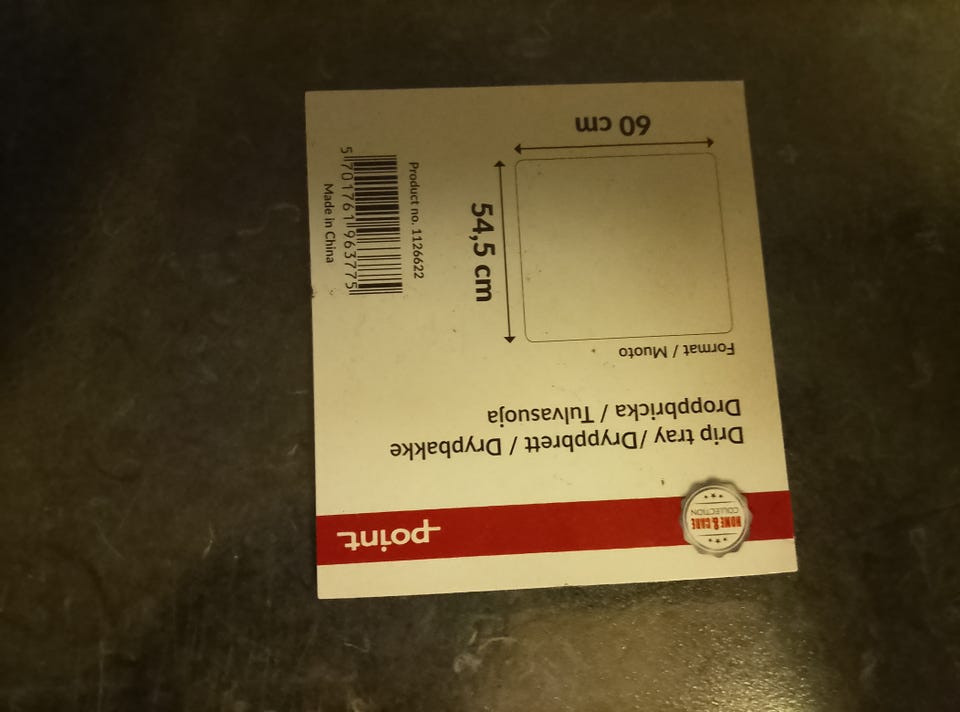 point
HOME & CARE
COLLECTION
Drip tray /Dryppbrett / Drypbakke
Droppbricka / Tulvasuoja
Format / Muoto
54,5 cm
60 cm
Product no. 1126622
5 701761 963775
Made in China